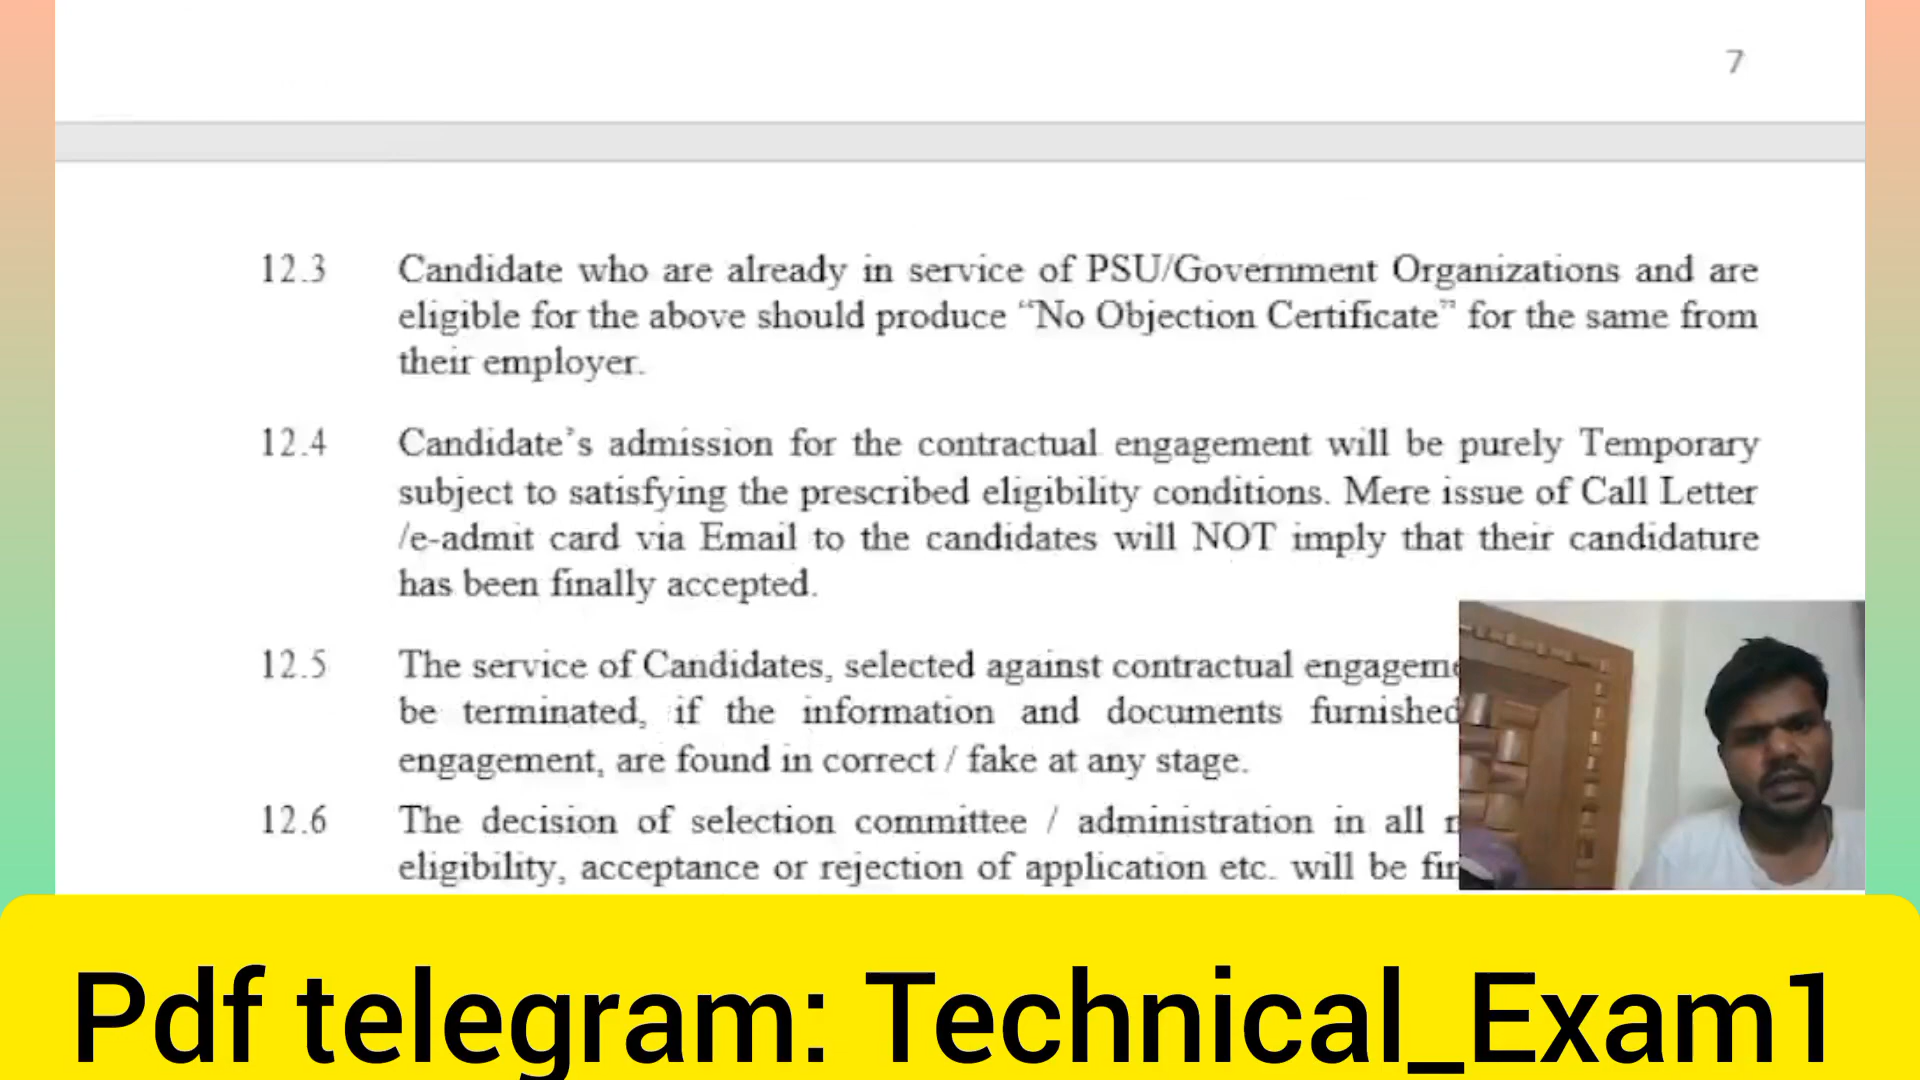 7
12.3 Candidate who are already in service of PSU/Government Organizations and are
eligible for the above should produce “No Objection Certificate” for the same from
their employer.
12.4 Candidate’s admission for the contractual engagement will be purely Temporary
subject to satisfying the prescribed eligibility conditions. Mere issue of Call Letter
/e-admit card via Email to the candidates will NOT imply that their candidature
has been finally accepted.
12.5 The service of Candidates, selected against contractual
be terminated, if the information and documents furnished
engagement, are found in correct / fake at any stage.
12.6 The decision of selection committee / administration in all
eligibility, acceptance or rejection of application etc. will be
Pdf telegram: Technical_Exam1